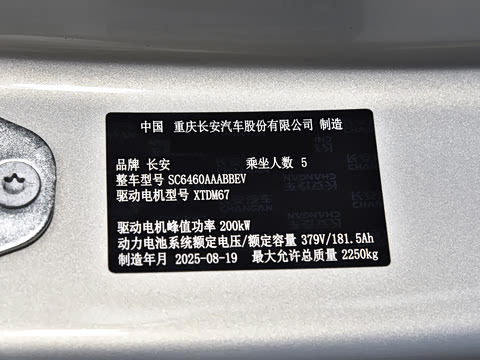 中国 重庆长安汽车股份有限公司 制造
品牌 长安 乘坐人数 5
整车型号 SC6460AAABBEV
驱动电机型号 XTDM67
驱动电机峰值功率 200kW
动力电池系统额定电压/额定容量 379V/181.5Ah
制造年月 2025-08-19 最大允许总质量 2250kg